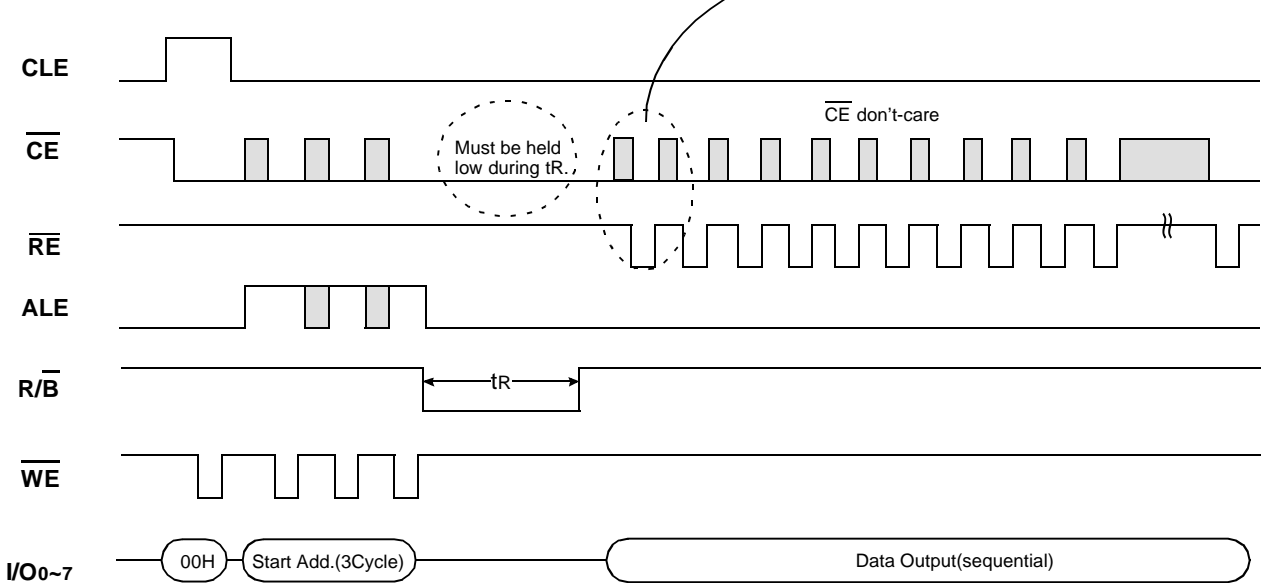 CLE
CE don't-care
CE
Must be held
low during tR.
RE
ALE
R/B
tR
WE
I/O0~7
00H
Start Add.(3Cycle)
Data Output(sequential)